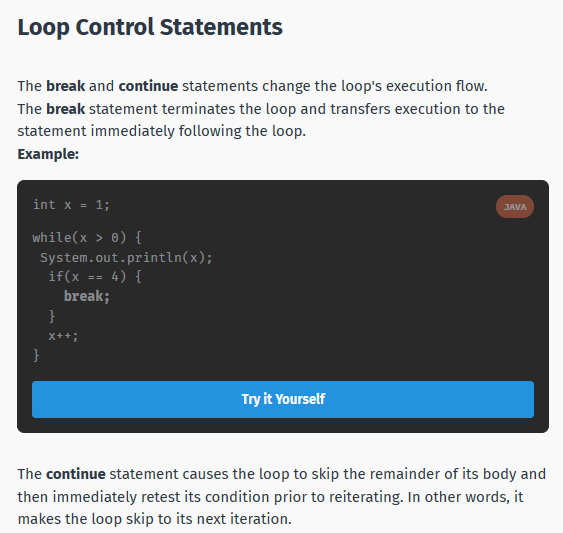 Loop Control Statements
The break and continue statements change the loop's execution flow.
The break statement terminates the loop and transfers execution to the
statement immediately following the loop.
Example:
int x = 1;
JAVA
while(x > 0) {
System.out.println(x);
if(x == 4) {
break;
}
x++;
}
Try it Yourself
The continue statement causes the loop to skip the remainder of its body and
then immediately retest its condition prior to reiterating. In other words, it
makes the loop skip to its next iteration.